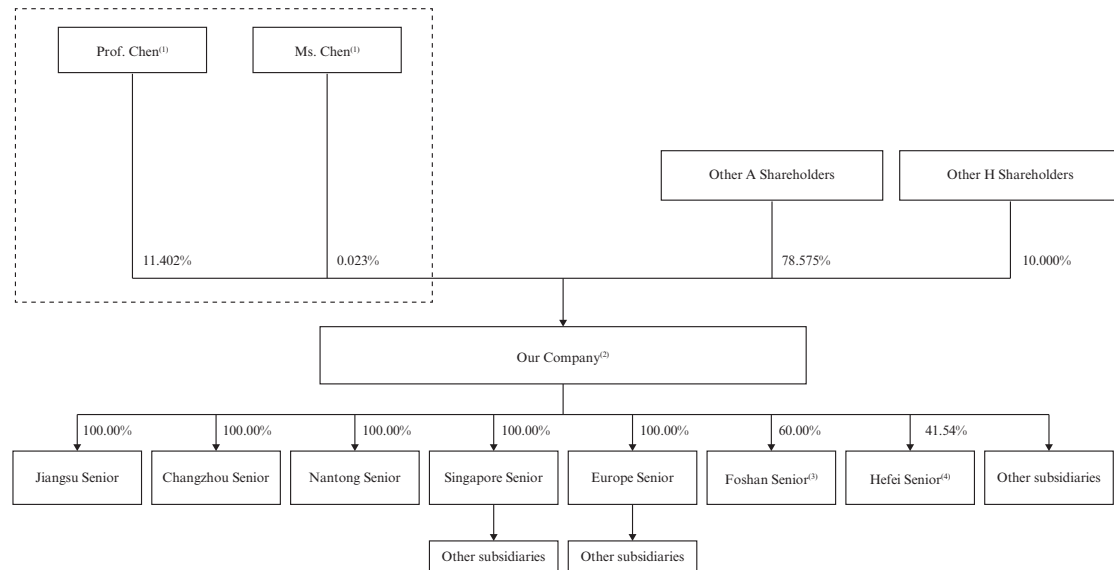 Prof. Chen(1)
Ms. Chen(1)
Other A Shareholders
Other H Shareholders
11.402%
0.023%
78.575%
10.000%
Our Company(2)
100.00%
100.00%
100.00%
100.00%
100.00%
60.00%
41.54%
Jiangsu Senior
Changzhou Senior
Nantong Senior
Singapore Senior
Europe Senior
Foshan Senior(3)
Hefei Senior(4)
Other subsidiaries
Other subsidiaries
Other subsidiaries